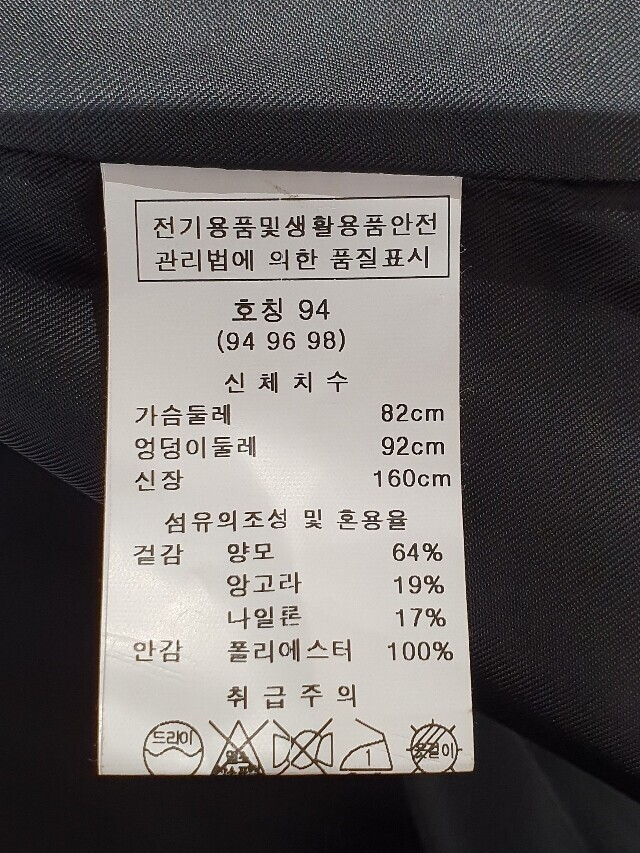 전기용품및생활용품안전
관리법에 의한 품질표시
호칭 94
(94 96 98)
신 체 치 수
가슴둘레 82cm
엉덩이둘레 92cm
신장 160cm
섬유의조성 및 혼용율
겉감 양모 64%
앙고라 19%
나일론 17%
안감 폴리에스터 100%
취 급 주 의
드라이 1 옷걸이